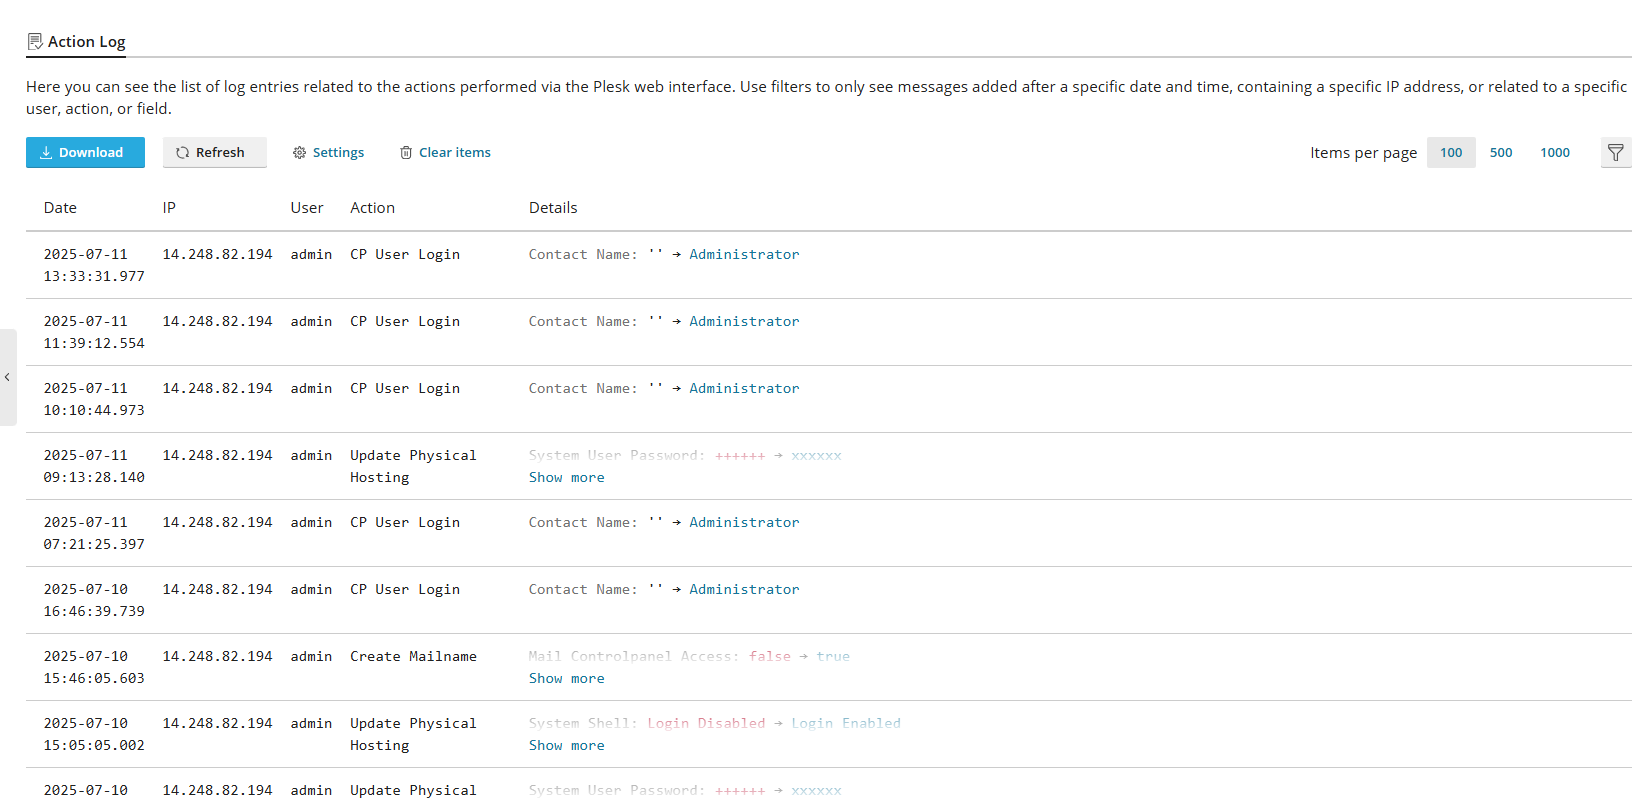 Action Log
Here you can see the list of log entries related to the actions performed via the Plesk web interface. Use filters to only see messages added after a specific date and time, containing a specific IP address, or related to a specific
user, action, or field.
Download Refresh Settings Clear items Items per page 100 500 1000
Date IP User Action Details
2025-07-11 14.248.82.194 admin CP User Login Contact Name: '' → Administrator
13:33:31.977
2025-07-11 14.248.82.194 admin CP User Login Contact Name: '' → Administrator
11:39:12.554
2025-07-11 14.248.82.194 admin CP User Login Contact Name: '' → Administrator
10:10:44.973
2025-07-11 14.248.82.194 admin Update Physical System User Password: ++++++ → xxxxxx
09:13:28.140 Hosting Show more
2025-07-11 14.248.82.194 admin CP User Login Contact Name: '' → Administrator
07:21:25.397
2025-07-10 14.248.82.194 admin CP User Login Contact Name: '' → Administrator
16:46:39.739
2025-07-10 14.248.82.194 admin Create Mailname Mail Controlpanel Access: false → true
15:46:05.603 Show more
2025-07-10 14.248.82.194 admin Update Physical System Shell: Login Disabled → Login Enabled
15:05:05.002 Hosting Show more
2025-07-10 14.248.82.194 admin Update Physical System User Password: ++++++ → xxxxxx